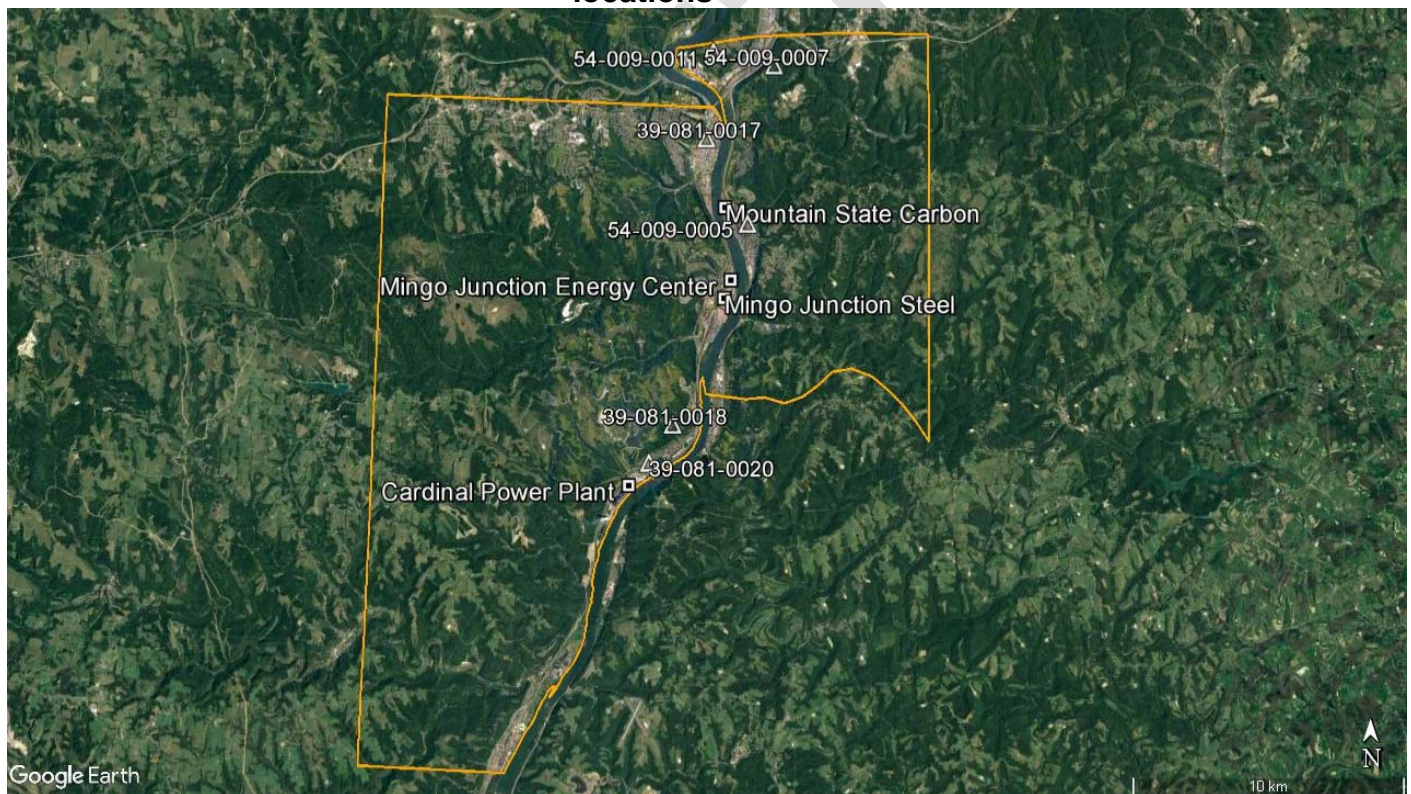 locations
54-009-0011
54-009-0007
39-081-0017
Mountain State Carbon
54-009-0005
Mingo Junction Energy Center
Mingo Junction Steel
39-081-0018
39-081-0020
Cardinal Power Plant
N
Google Earth
10 km